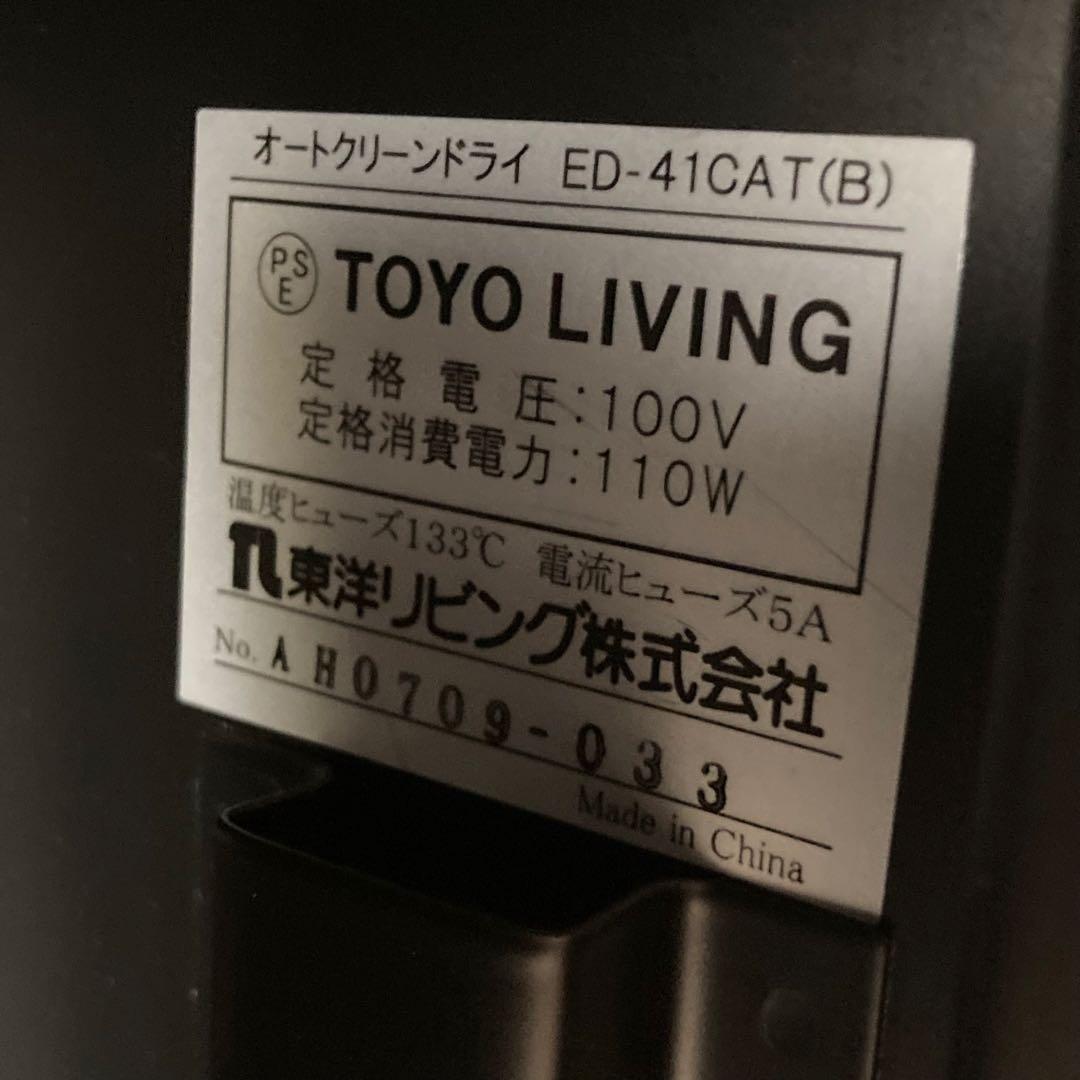 オートクリーンドライ ED-41CAT(B)
PS
E
TOYO LIVING
定格電圧:100V
定格消費電力:110W
温度ヒューズ133℃ 電流ヒューズ5A
東洋リビング株式会社
No. AH0709-033
Made in China